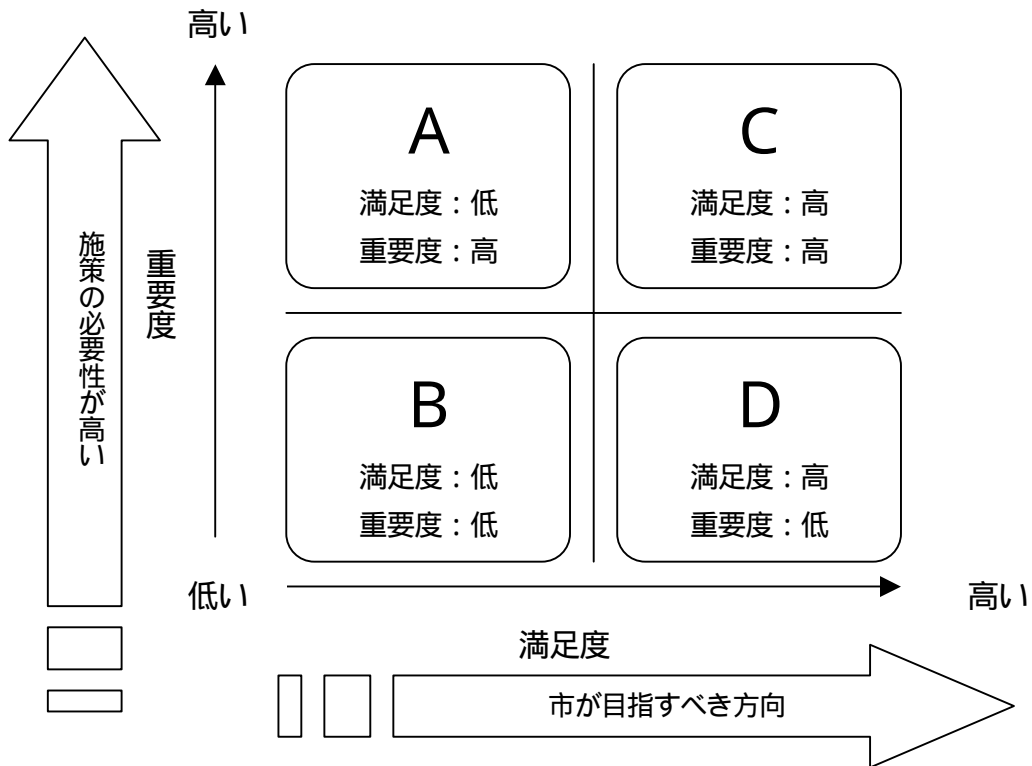 高い
A
満足度：低
重要度：高
C
満足度：高
重要度：高
施策の必要性が高い
重要度
B
満足度：低
重要度：低
D
満足度：高
重要度：低
低い
高い
満足度
市が目指すべき方向